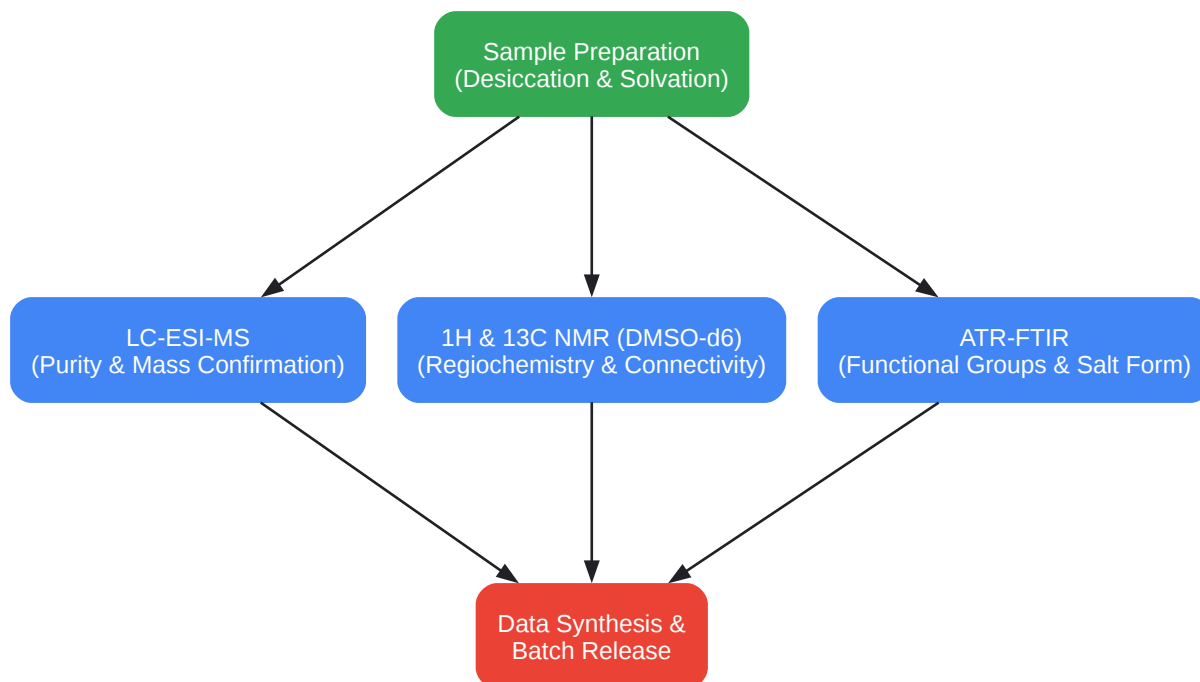 Sample Preparation
(Desiccation & Solvation)
LC-ESI-MS
(Purity & Mass Confirmation)
1H & 13C NMR (DMSO-d6)
(Regiochemistry & Connectivity)
ATR-FTIR
(Functional Groups & Salt Form)
Data Synthesis &
Batch Release